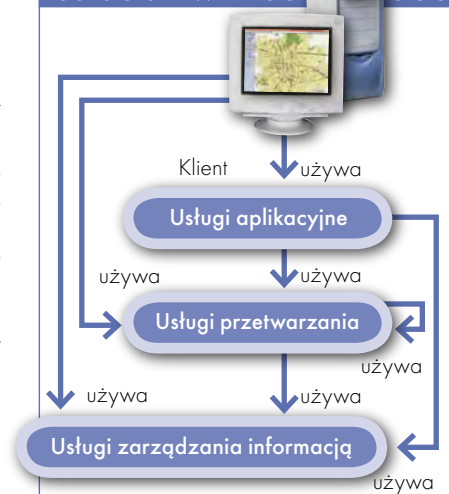 Klient
używa
Usługi aplikacyjne
używa
używa
Usługi przetwarzania
używa
używa
używa
Usługi zarządzania informacją
używa